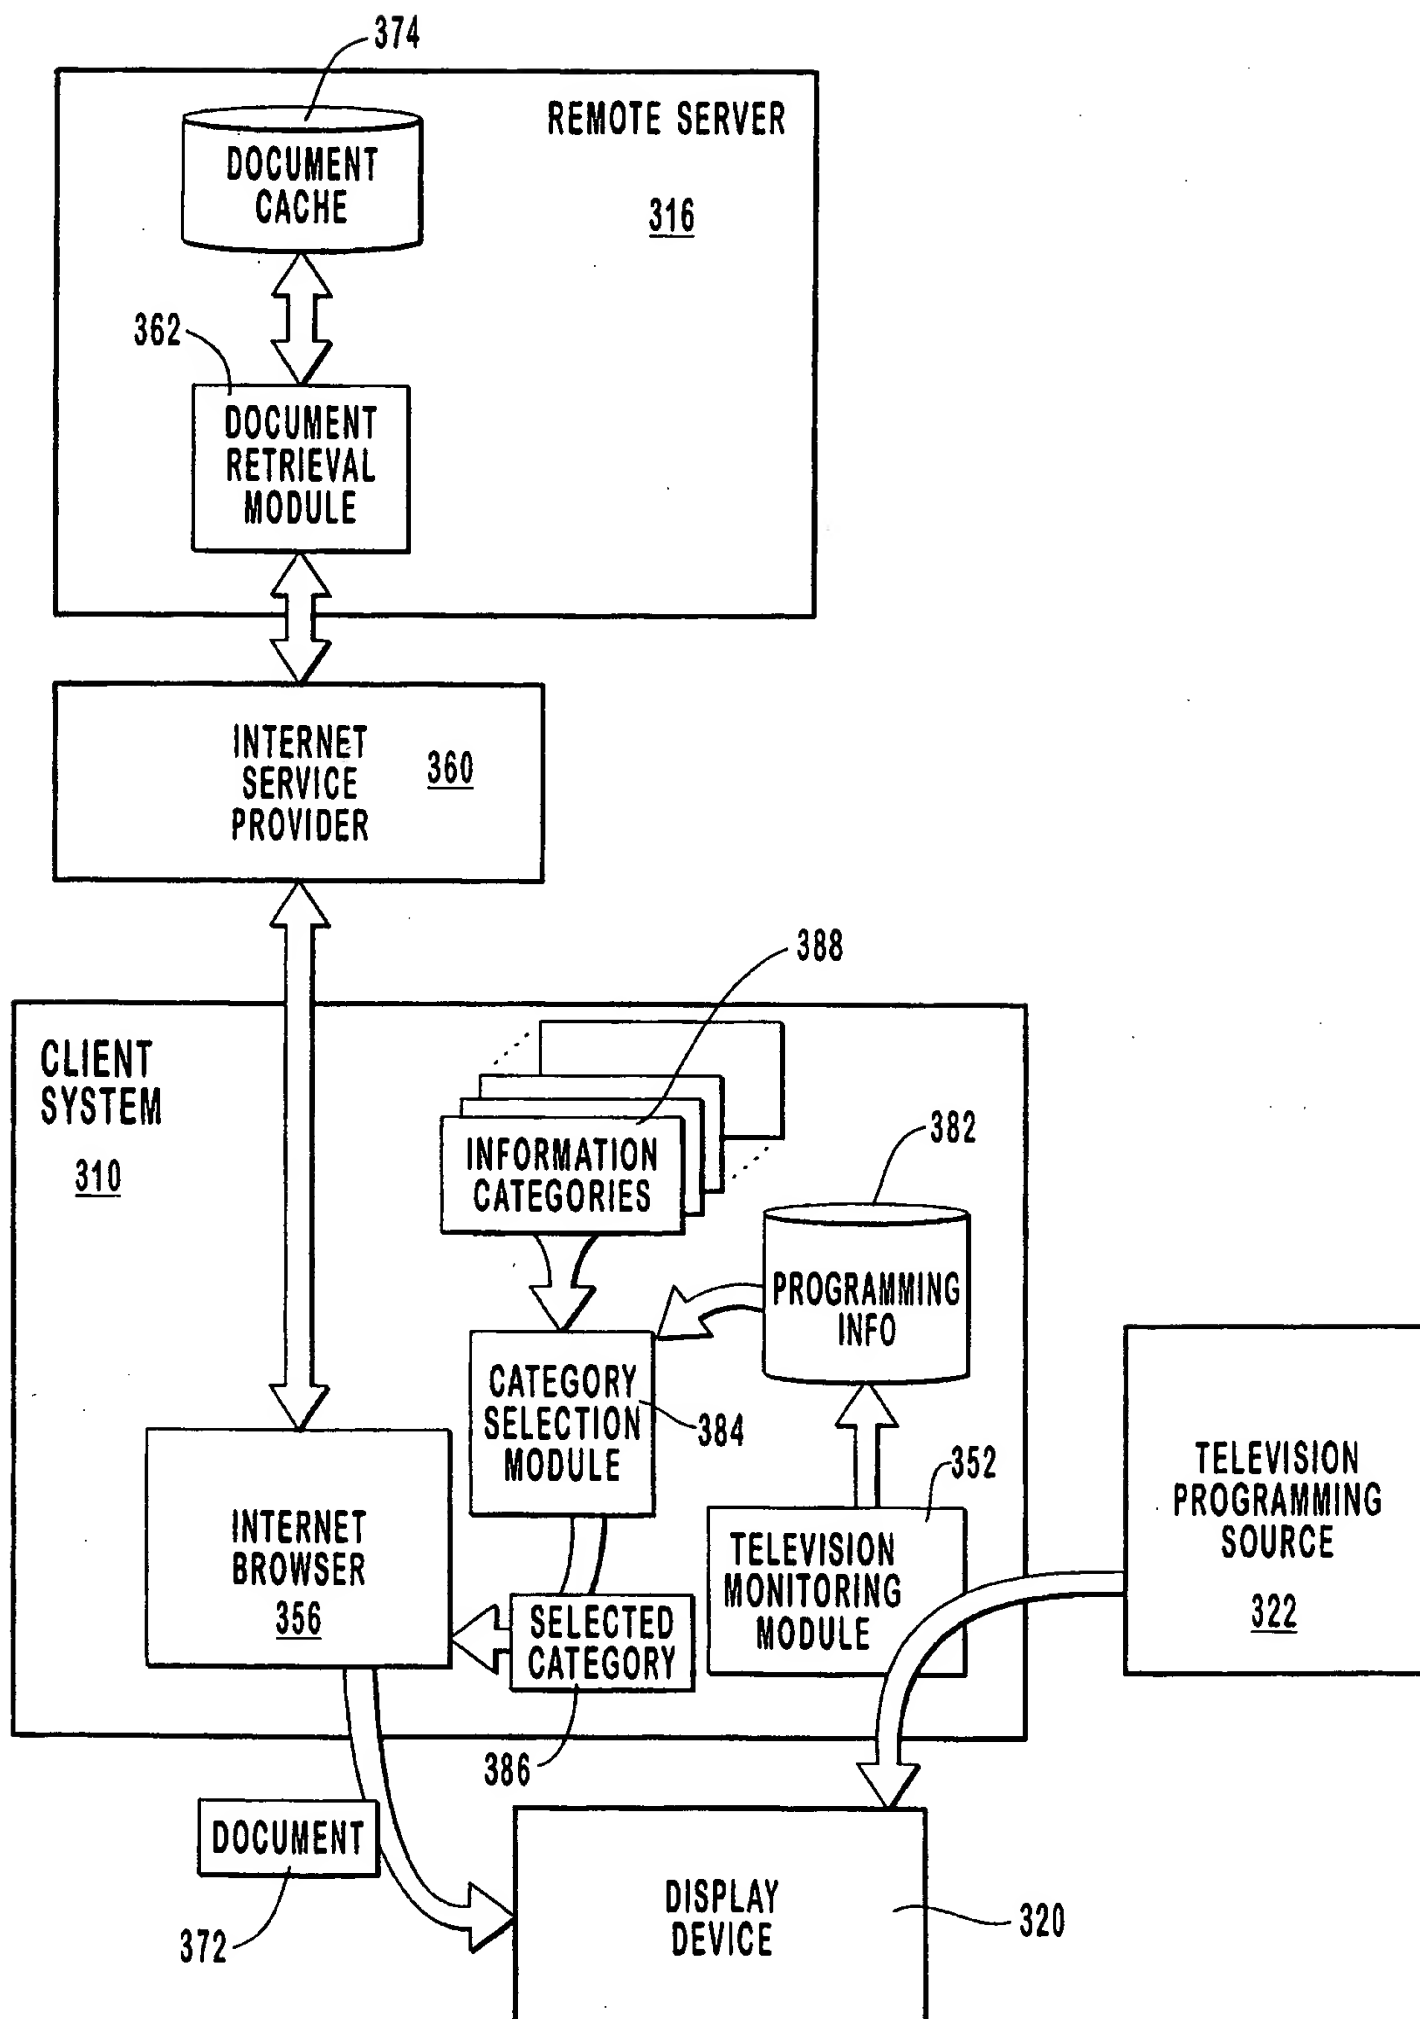 374
REMOTE SERVER
316
DOCUMENT
CACHE
362
DOCUMENT
RETRIEVAL
MODULE
INTERNET
SERVICE
PROVIDER
360
388
CLIENT
SYSTEM
310
INFORMATION
CATEGORIES
382
PROGRAMMING
INFO
CATEGORY
SELECTION
MODULE
384
352
TELEVISION
PROGRAMMING
SOURCE
322
INTERNET
BROWSER
356
TELEVISION
MONITORING
MODULE
SELECTED
CATEGORY
386
DOCUMENT
372
DISPLAY
DEVICE
320